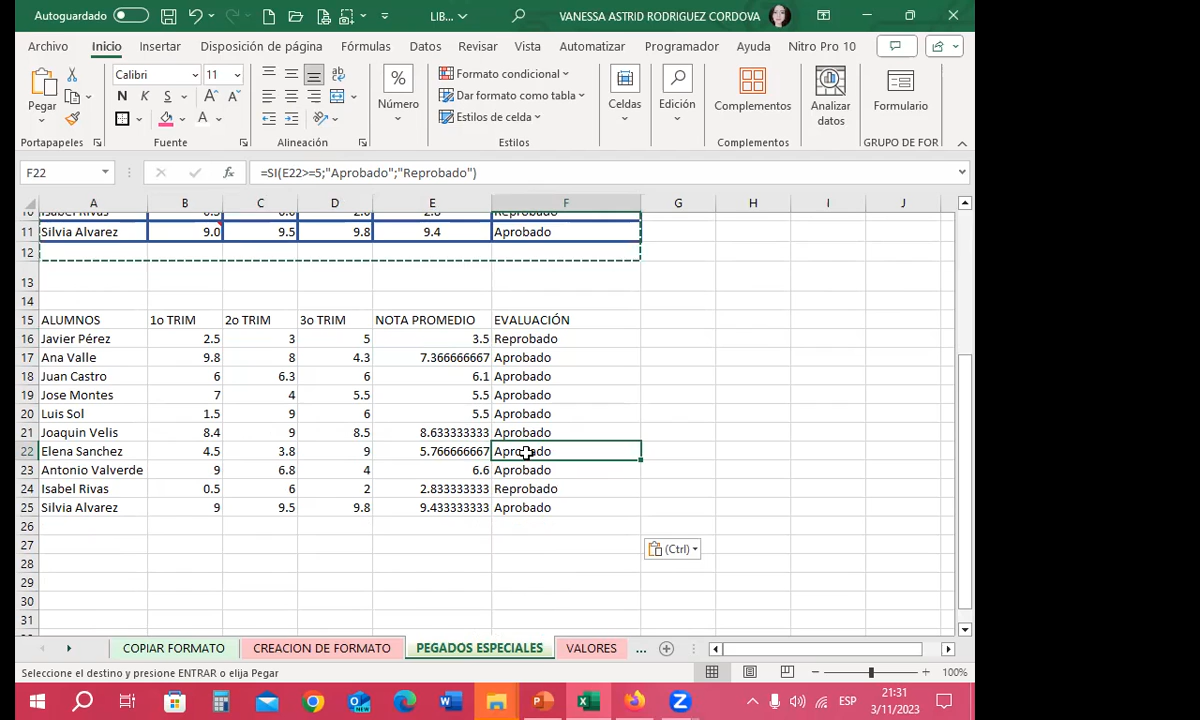 Autoguardado LIB... VANESSA ASTRID RODRIGUEZ CORDOVA
Archivo Inicio Insertar Disposición de página Fórmulas Datos Revisar Vista Automatizar Programador Ayuda Nitro Pro 10
Calibri 11 ab Formato condicional
Pegar N K S A A % Número Dar formato como tabla Celdas Edición Complementos Analizar datos Formulario
A Estilos de celda
Portapapeles Fuente Alineación Estilos Complementos GRUPO DE FOR
F22 fx =SI(E22>=5;"Aprobado";"Reprobado")
A B C D E F G H I J
11 Silvia Alvarez 9.0 9.5 9.8 9.4 Aprobado
12
13
14
15 ALUMNOS 1o TRIM 2o TRIM 3o TRIM NOTA PROMEDIO EVALUACIÓN
16 Javier Pérez 2.5 3 5 3.5 Reprobado
17 Ana Valle 9.8 8 4.3 7.366666667 Aprobado
18 Juan Castro 6 6.3 6 6.1 Aprobado
19 Jose Montes 7 4 5.5 5.5 Aprobado
20 Luis Sol 1.5 9 6 5.5 Aprobado
21 Joaquin Velis 8.4 9 8.5 8.633333333 Aprobado
22 Elena Sanchez 4.5 3.8 9 5.766666667 Aprobado
23 Antonio Valverde 9 6.8 4 6.6 Aprobado
24 Isabel Rivas 0.5 6 2 2.833333333 Reprobado
25 Silvia Alvarez 9 9.5 9.8 9.433333333 Aprobado
26
27 (Ctrl)
28
29
30
31
COPIAR FORMATO CREACION DE FORMATO PEGADOS ESPECIALES VALORES ...
Seleccione el destino y presione ENTRAR o elija Pegar 100%
ESP 21:31
3/11/2023